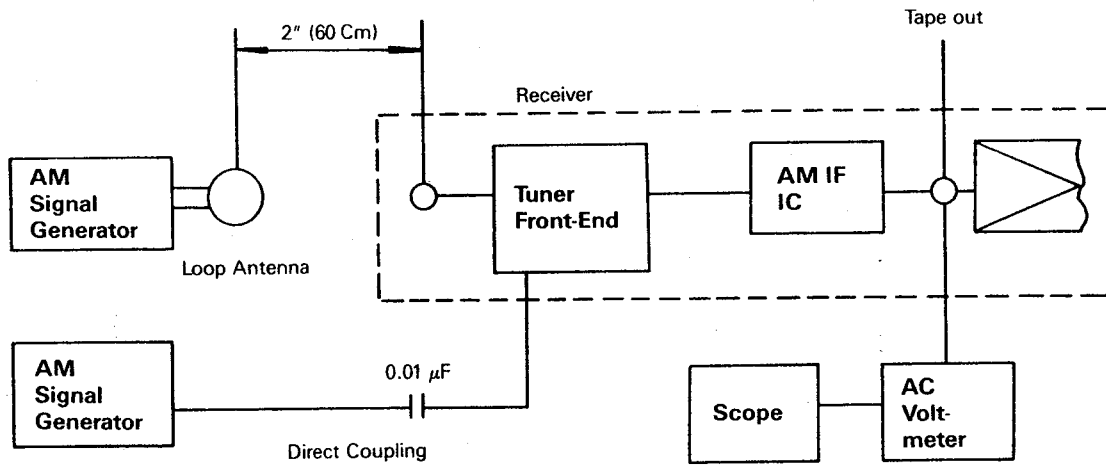 Tape out
2" (60 Cm)
Receiver
AM
Signal
Generator
Loop Antenna
Tuner
Front-End
AM IF
IC
AM
Signal
Generator
0.01 µF
Direct Coupling
Scope
AC
Volt-
meter